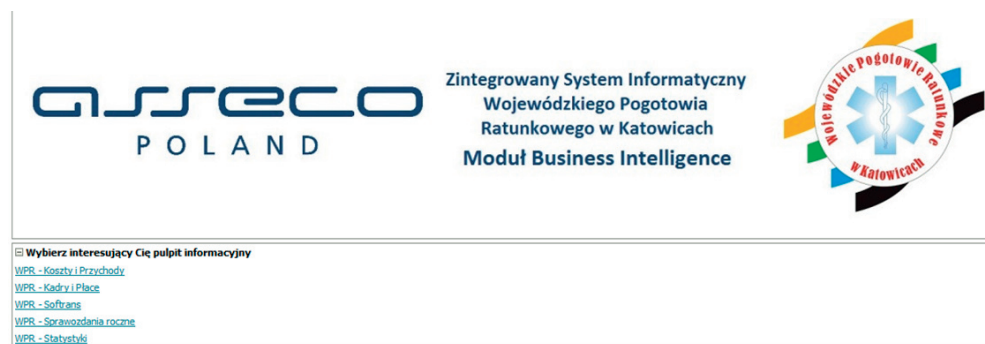 asseco
POLAND
Zintegrowany System Informatyczny
Wojewódzkiego Pogotowia
Ratunkowego w Katowicach
Moduł Business Intelligence
Wojewódzkie Pogotowie Ratunkowe
w Katowicach
Wybierz interesujący Cię pulpit informacyjny
WPR - Koszty i Przychody
WPR - Kadry i Płace
WPR - Softrans
WPR - Sprawozdania roczne
WPR - Statystyki